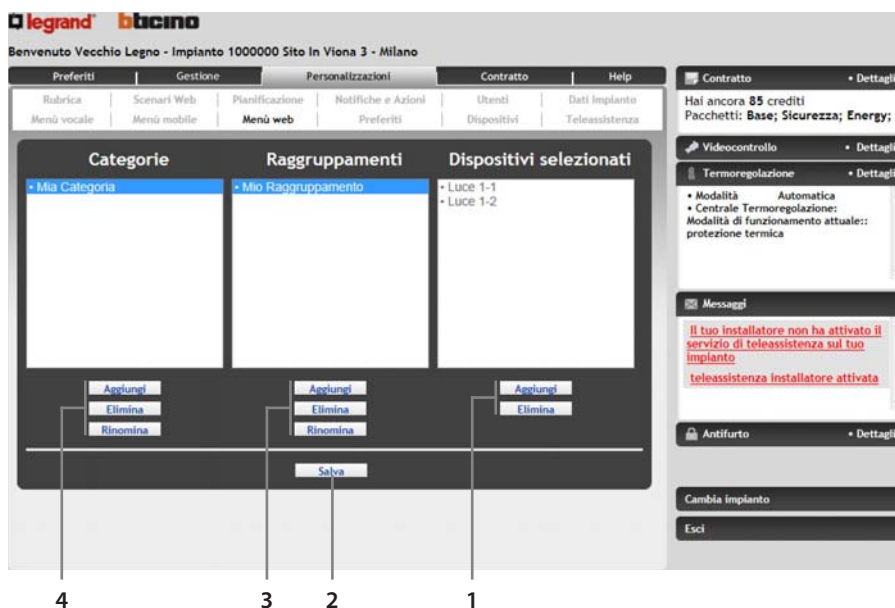 legrand bticino
Benvenuto Vecchio Legno - Impianto 1000000 Sito In Viona 3 - Milano
Preferiti Gestione Personalizzazioni Contratto Help
Rubrica Scenari Web Pianificazione Notifiche e Azioni Utenti Dati Impianto
Menù vocale Menù mobile Menù web Preferiti Dispositivi Teleassistenza
Categorie Raggruppamenti Dispositivi selezionati
• Mia Categoria
• Mio Raggruppamento
• Luce 1-1
• Luce 1-2
Aggiungi Aggiungi Aggiungi
Elimina Elimina Elimina
Rinomina Rinomina
Salva
Contratto • Dettagli
Hai ancora 85 crediti
Pacchetti: Base; Sicurezza; Energy;
Videocontrollo • Dettagli
Termoregolazione • Dettagli
• Modalità Automatica
• Centrale Termoregolazione:
Modalità di funzionamento attuale::
protezione termica
Messaggi
Il tuo installatore non ha attivato il
servizio di teleassistenza sul tuo
impianto
teleassistenza installatore attivata
Antifurto • Dettagli
Cambia impianto
Esci
4 3 2 1